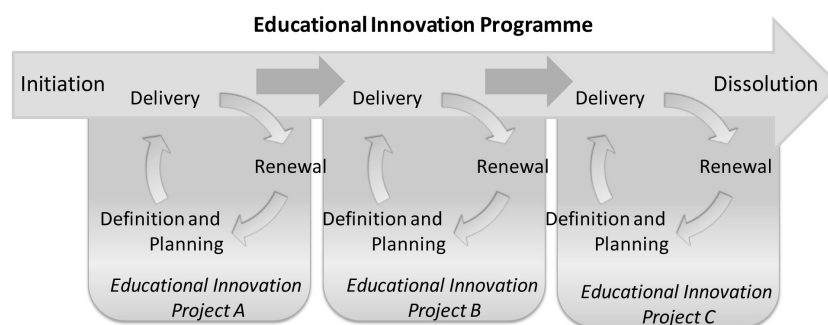 Educational Innovation Programme
Initiation
Dissolution
Delivery
Renewal
Definition and
Planning
Educational Innovation
Project A
Delivery
Renewal
Definition and
Planning
Educational Innovation
Project B
Delivery
Renewal
Definition and
Planning
Educational Innovation
Project C